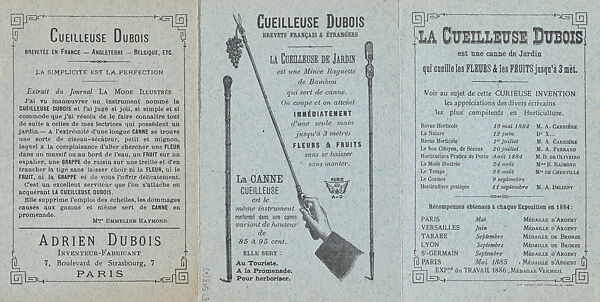 CUEILLEUSE DUBOIS
BREVETÉE EN FRANCE — ANGLETERRE — BELGIQUE, ETC.
LA SIMPLICITÉ EST LA PERFECTION
Extrait du Journal LA MODE ILLUSTRÉE
J'ai vu manœuvrer un instrument nommé la
CUEILLEUSE DUBOIS et l'ai jugé si joli, si simple et si
commode que j'ai résolu de le faire connaître tout
de suite à celles de mes lectrices qui possèdent un
jardin. — A l'extrémité d'une longue CANNE se trouve
une sorte de ciseau-sécateur, petit et mignon,
lequel a la complaisance d'aller chercher une FLEUR
dans un massif ou au bord de l'eau, un FRUIT sur un
espalier, une GRAPPE de raisin sur une treille et d'en
trancher la tige sans laisser choir ni la FLEUR, ni le
FRUIT, ni la GRAPPE et de vous l'offrir délicatement.
C'est un excellent serviteur que l'on s'attache en
acquérant LA CUEILLEUSE DUBOIS.
Elle supprime l'emploi des échelles, les dommages
causés aux gazons et même sert de CANNE en
promenade.
Mme EMMELINE RAYMOND.
ADRIEN DUBOIS
INVENTEUR-FABRICANT
7, Boulevard de Strasbourg, 7
PARIS
CUEILLEUSE DUBOIS
BREVETS FRANÇAIS & ÉTRANGERS
LA CUEILLEUSE DE JARDIN
est une Mince Baguette
de Bambou
qui sert de canne.
On coupe et on atteint
IMMÉDIATEMENT
d'une seule main
jusqu'à 3 mètres
FLEURS & FRUITS
sans se baisser
sans monter.
LA CANNE
CUEILLEUSE
est le
même instrument
renfermé dans une canne
variant de hauteur
de
85 à 95 cent.
ELLE SERT :
Au Touriste.
A la Promenade.
Pour herboriser.
PARIS
A·D
LA CUEILLEUSE DUBOIS
est une canne de Jardin
qui cueille les FLEURS & les FRUITS jusqu'à 3 mèt.
Voir au sujet de cette CURIEUSE INVENTION
les appréciations des divers écrivains
les plus compétents en Horticulture.
Revue Horticole 16 mai 1884 M. A. CARRIÈRE
La Nature 12 juin Dr X...
Revue Horticole 1er juillet M. A. CARRIÈRE
Le bon Citoyen, de Sceaux 20 juillet M. A. FERRAND
Horticultura Pratica de Porto Août 1884 M. D. DE OLIVEIRO
La Mode illustrée 24 août Mme E. RAIMOND
Le Temps 28 août M. DE CHERVILLE
Le Cosmos 9 septembre
Horticulture pratique 11 septembre M. A. DELIGNY
Récompenses obtenues à chaque Exposition en 1884 :
PARIS Mai MÉDAILLE D'ARGENT
VERSAILLES Juin MÉDAILLE D'ARGENT
TARARE Septembre MÉDAILLE DE BRONZE
LYON Septembre MÉDAILLE DE BRONZE
St-GERMAIN Septembre MÉDAILLE D'ARGENT
PARIS Mai 1885 MÉDAILLE D'ARGENT
EXPon du TRAVAIL 1886, MÉDAILLE VERMEIL